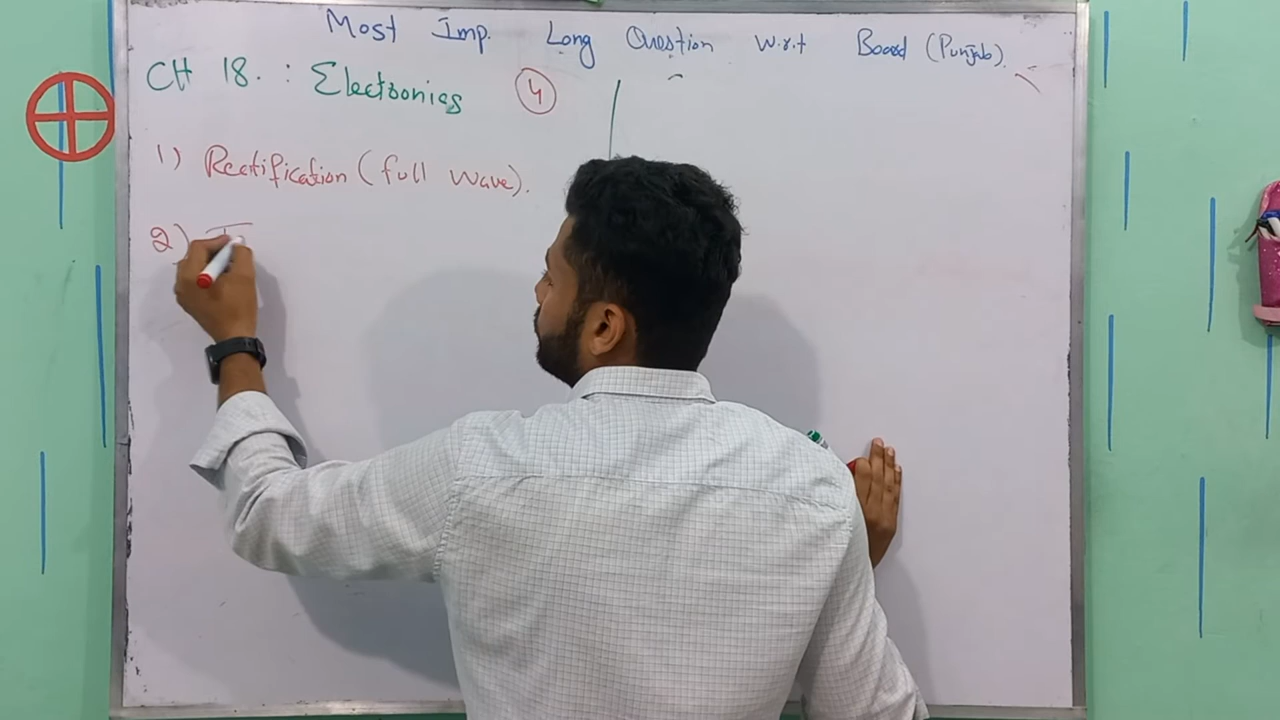 Most Imp. Long Question w.r.t Board (Punjab).
CH 18. : Electronics 4
1) Rectification (full wave).
2)